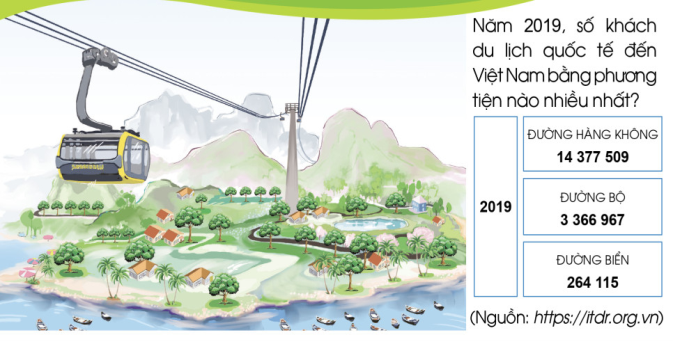 Năm 2019, số khách
du lịch quốc tế đến
Việt Nam bằng phương
tiện nào nhiều nhất?
2019
ĐƯỜNG HÀNG KHÔNG
14 377 509
ĐƯỜNG BỘ
3 366 967
ĐƯỜNG BIỂN
264 115
(Nguồn: https://itdr.org.vn)